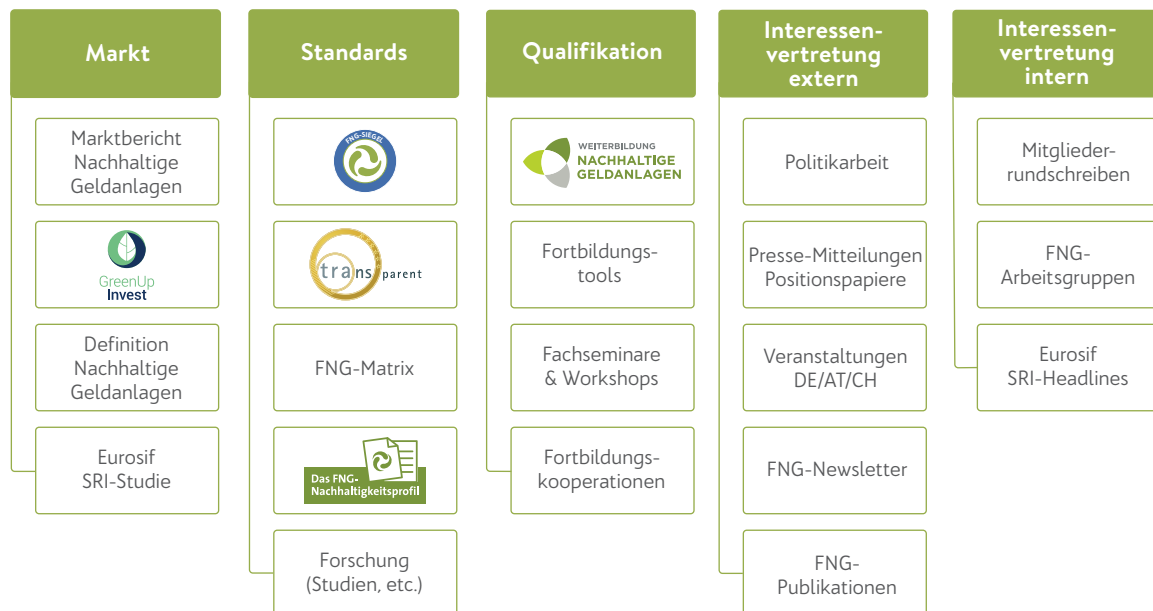 Markt
Marktbericht
Nachhaltige
Geldanlagen
GreenUp
Invest
Definition
Nachhaltige
Geldanlagen
Eurosif
SRI-Studie
Standards
FNG-SIEGEL
transparent
FNG-Matrix
Das FNG-
Nachhaltigkeitsprofil
Forschung
(Studien, etc.)
Qualifikation
WEITERBILDUNG
NACHHALTIGE
GELDANLAGEN
Fortbildungs-
tools
Fachseminare
& Workshops
Fortbildungs-
kooperationen
Interessen-
vertretung
extern
Politikarbeit
Presse-Mitteilungen
Positionspapiere
Veranstaltungen
DE/AT/CH
FNG-Newsletter
FNG-
Publikationen
Interessen-
vertretung
intern
Mitglieder-
rundschreiben
FNG-
Arbeitsgruppen
Eurosif
SRI-Headlines